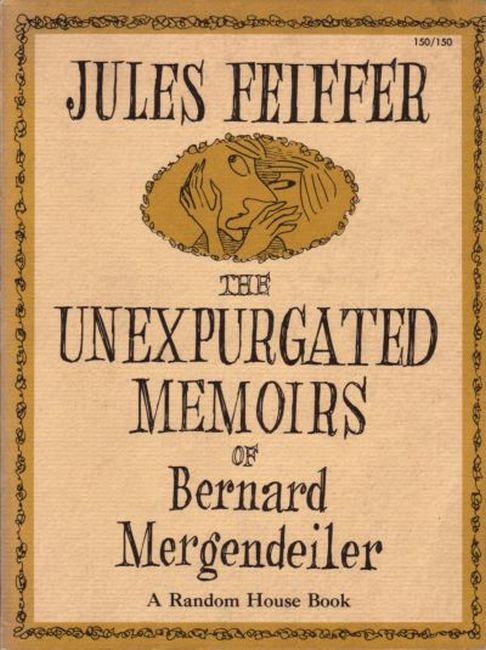 150/150
JULES FEIFFER
THE
UNEXPURGATED
MEMOIRS
OF
Bernard
Mergendeiler
A Random House Book